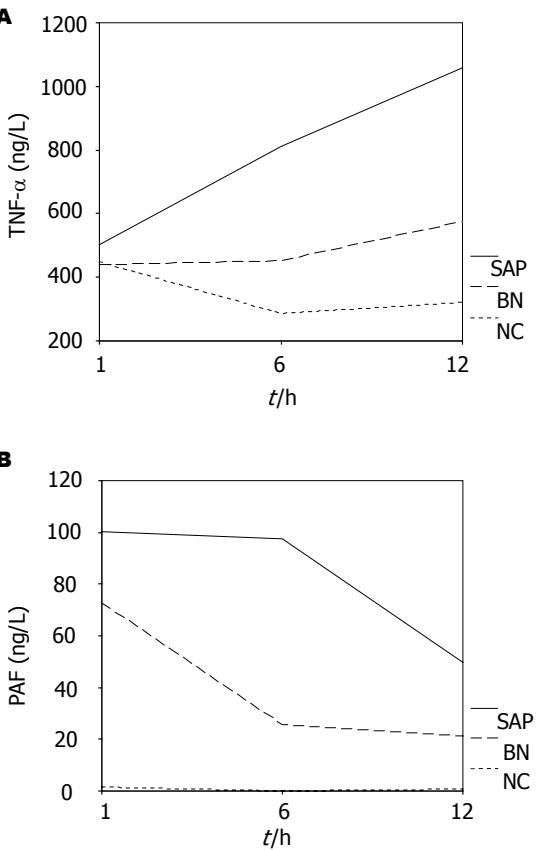 A
1200
1000
800
600
400
200
TNF-α (ng/L)
1 6 12
t/h
SAP
BN
NC
B
120
100
80
60
40
20
0
PAF (ng/L)
1 6 12
t/h
SAP
BN
NC